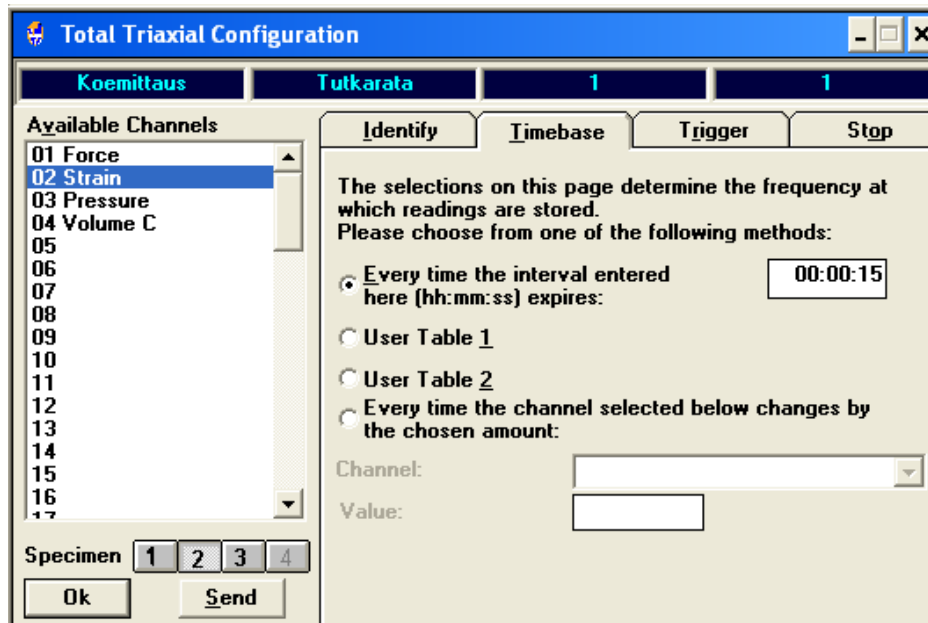 Total Triaxial Configuration
Koemittaus Tutkarata 1 1
Available Channels
01 Force
02 Strain
03 Pressure
04 Volume C
05
06
07
08
09
10
11
12
13
14
15
16
17
Specimen 1 2 3 4
Ok Send
Identify Timebase Trigger Stop
The selections on this page determine the frequency at
which readings are stored.
Please choose from one of the following methods:
Every time the interval entered
here (hh:mm:ss) expires:
00:00:15
User Table 1
User Table 2
Every time the channel selected below changes by
the chosen amount:
Channel:
Value: